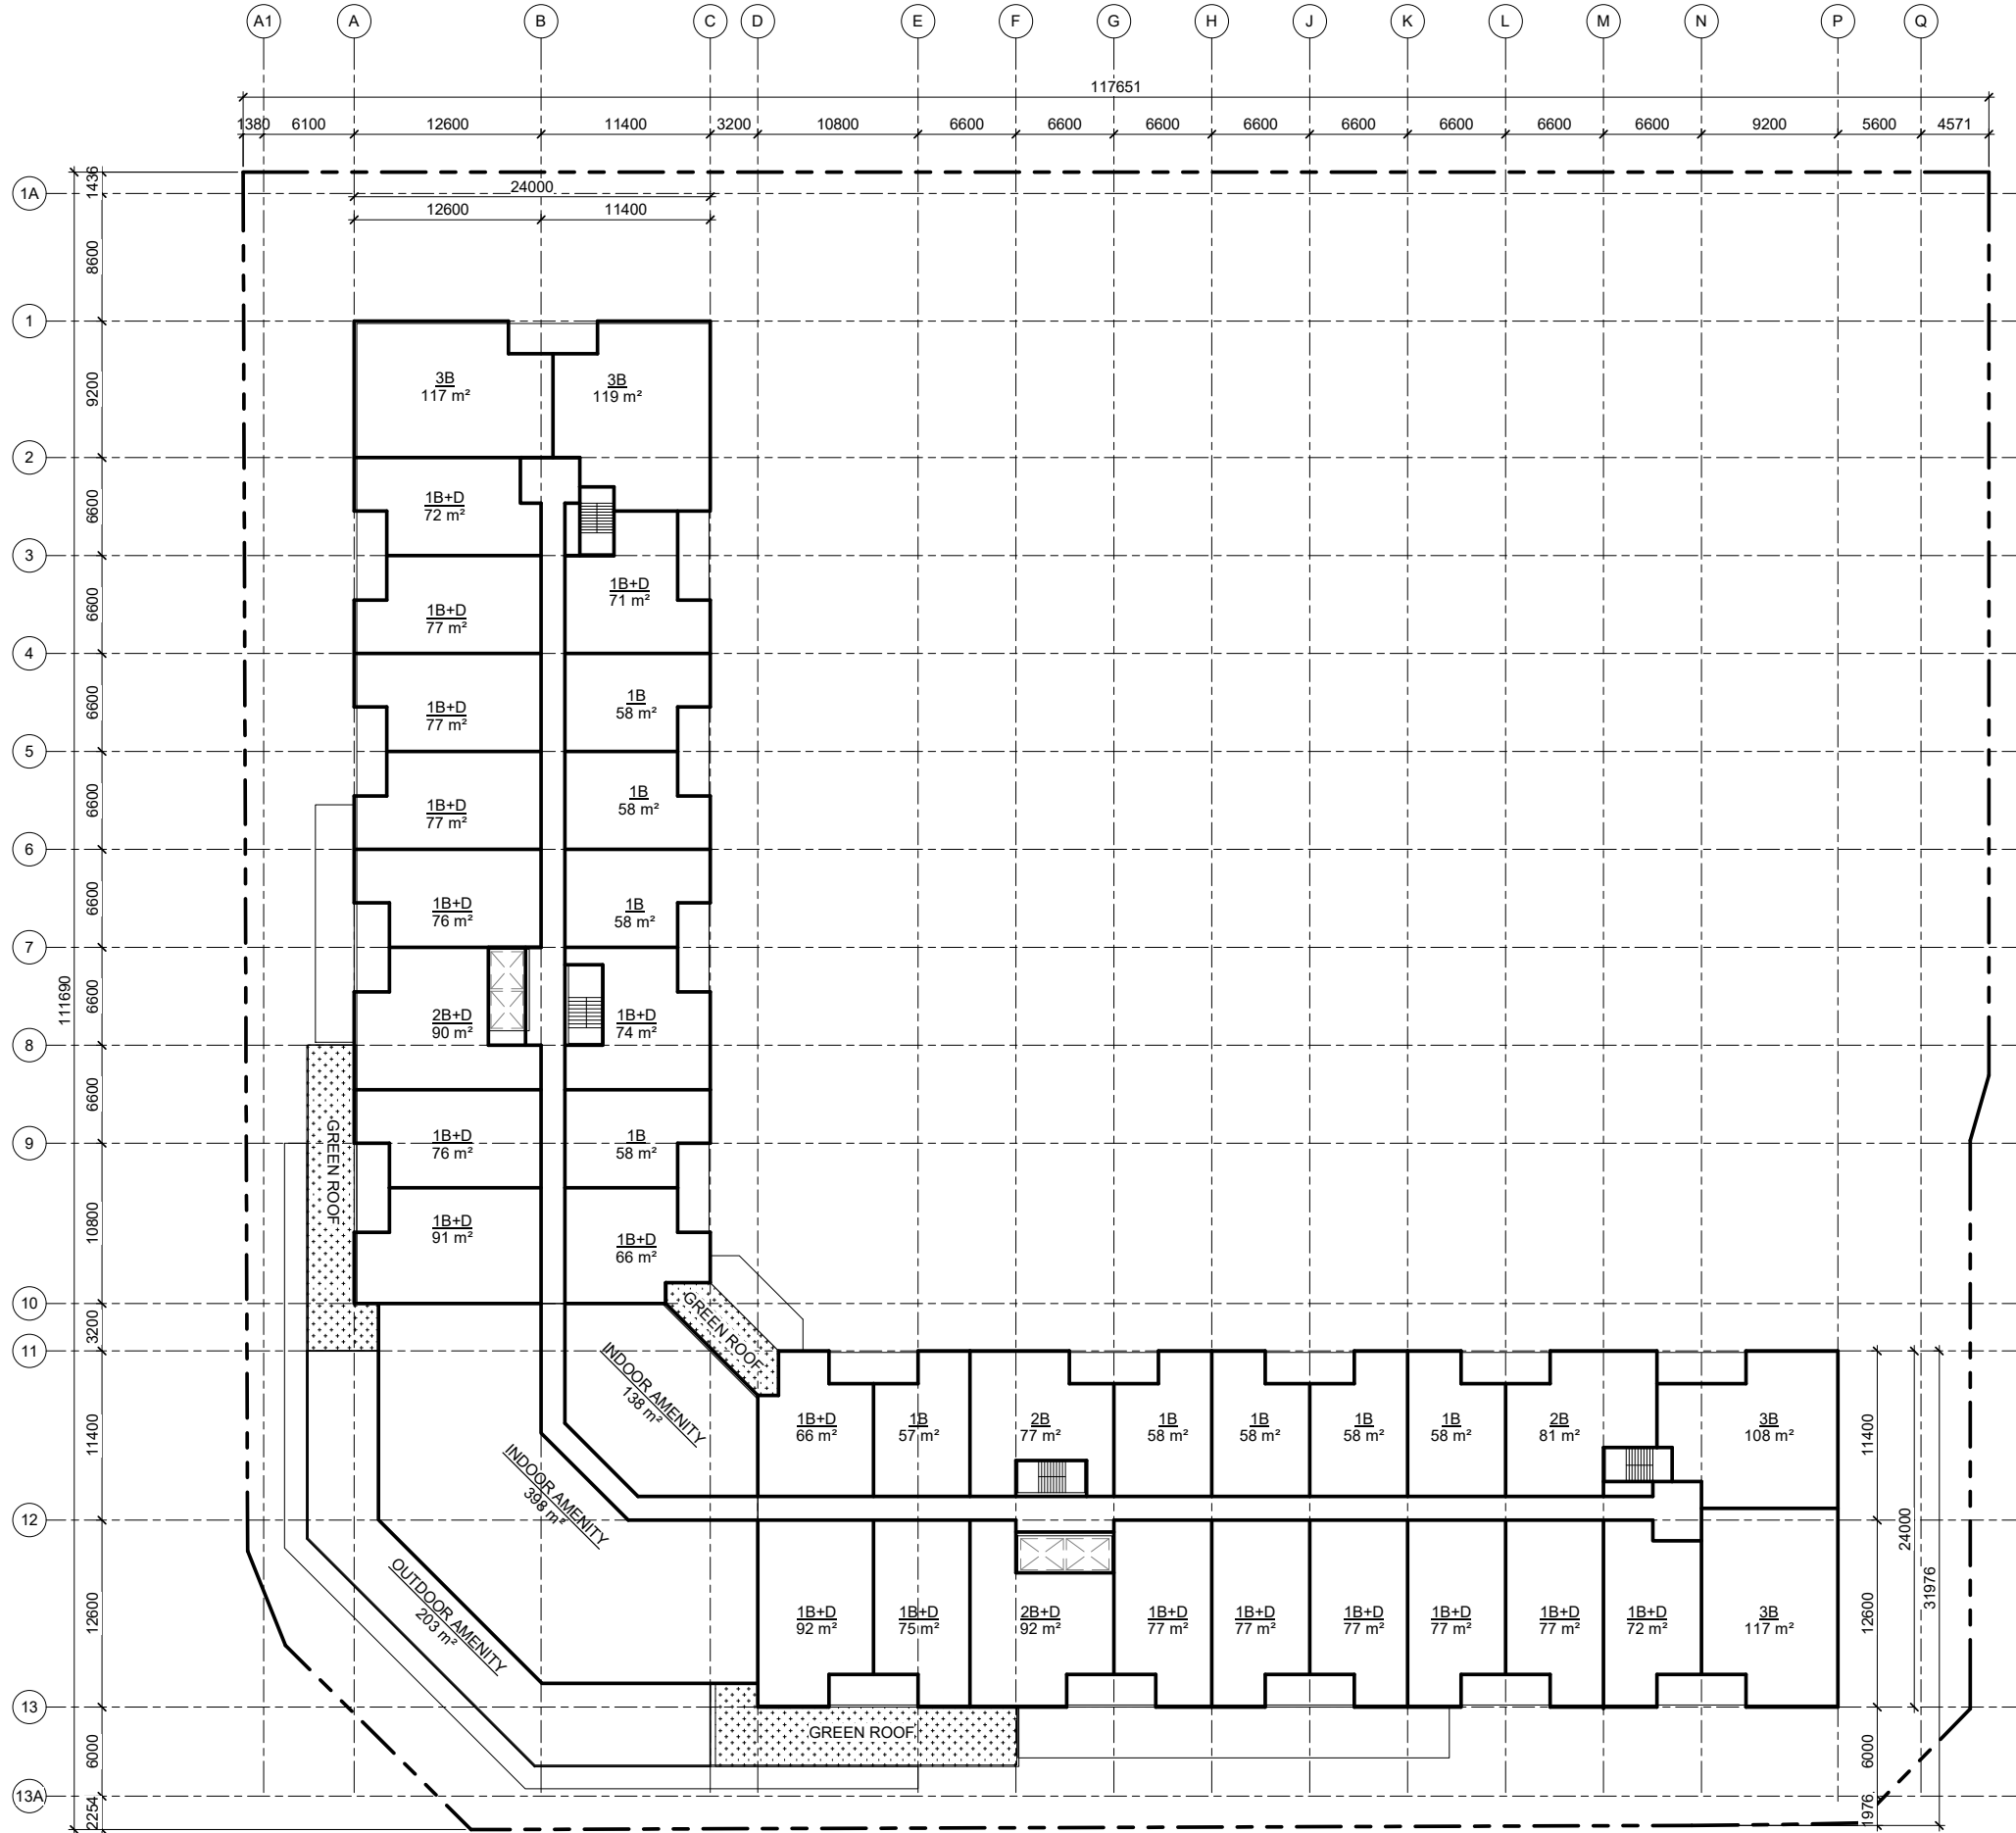 A1 A B C D E F G H J K L M N P Q
117651
1380 6100 12600 11400 3200 10800 6600 6600 6600 6600 6600 6600 6600 6600 9200 5600 4571
1436
1A
24000
12600 11400
8600
1
9200
3B
117 m²
3B
119 m²
2
6600
1B+D
72 m²
3
6600
1B+D
77 m²
1B+D
71 m²
4
6600
1B+D
77 m²
1B
58 m²
5
6600
1B+D
77 m²
1B
58 m²
6
6600
1B+D
76 m²
1B
58 m²
7
111690
6600
2B+D
90 m²
1B+D
74 m²
8
6600
GREEN ROOF
9
1B+D
76 m²
1B
58 m²
10800
1B+D
91 m²
1B+D
66 m²
10
3200
GREEN ROOF
11
INDOOR AMENITY
138 m²
11400
1B+D
66 m²
1B
57 m²
2B
77 m²
1B
58 m²
1B
58 m²
1B
58 m²
1B
58 m²
2B
81 m²
3B
108 m²
11400
INDOOR AMENITY
398 m²
12
24000
31976
OUTDOOR AMENITY
203 m²
12600
1B+D
92 m²
1B+D
75 m²
2B+D
92 m²
1B+D
77 m²
1B+D
77 m²
1B+D
77 m²
1B+D
77 m²
1B+D
77 m²
1B+D
72 m²
3B
117 m²
12600
13
GREEN ROOF
6000
6000
13A
2254
1976